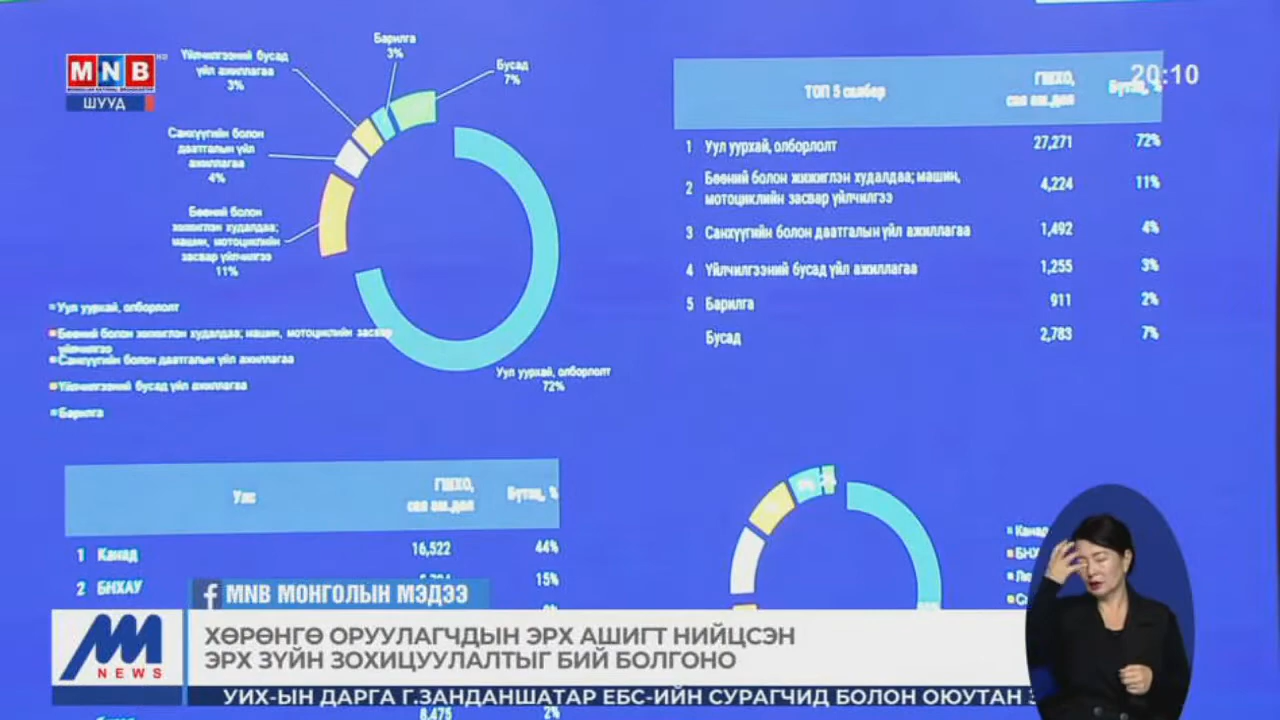 MNB
ШУУД
20:10
Үйлчилгээний бусад
үйл ажиллагаа
3%
Барилга
3%
Бусад
7%
Санхүүгийн болон
даатгалын үйл
ажиллагаа
4%
Бөөний болон
жижиглэн худалдаа;
машин, мотоциклийн
засвар үйлчилгээ
11%
Уул уурхай, олборлолт
72%
Уул уурхай, олборлолт
Бөөний болон жижиглэн худалдаа; машин, мотоциклийн засвар
үйлчилгээ
Санхүүгийн болон даатгалын үйл ажиллагаа
Үйлчилгээний бусад үйл ажиллагаа
Барилга
ТОП 5 салбар ГШХО, сая ам.дол Бүтэц, %
1 Уул уурхай, олборлолт 27,271 72%
2 Бөөний болон жижиглэн худалдаа; машин,
мотоциклийн засвар үйлчилгээ 4,224 11%
3 Санхүүгийн болон даатгалын үйл ажиллагаа 1,492 4%
4 Үйлчилгээний бусад үйл ажиллагаа 1,255 3%
5 Барилга 911 2%
Бусад 2,783 7%
Улс ГШХО, сая ам.дол Бүтэц, %
1 Канад 16,522 44%
2 БНХАУ 15%
8,475 2%
MNB МОНГОЛЫН МЭДЭЭ
NEWS
ХӨРӨНГӨ ОРУУЛАГЧДЫН ЭРХ АШИГТ НИЙЦСЭН
ЭРХ ЗҮЙН ЗОХИЦУУЛАЛТЫГ БИЙ БОЛГОНО
УИХ-ЫН ДАРГА Г.ЗАНДАНШАТАР ЕБС-ИЙН СУРАГЧИД БОЛОН ОЮУТАН